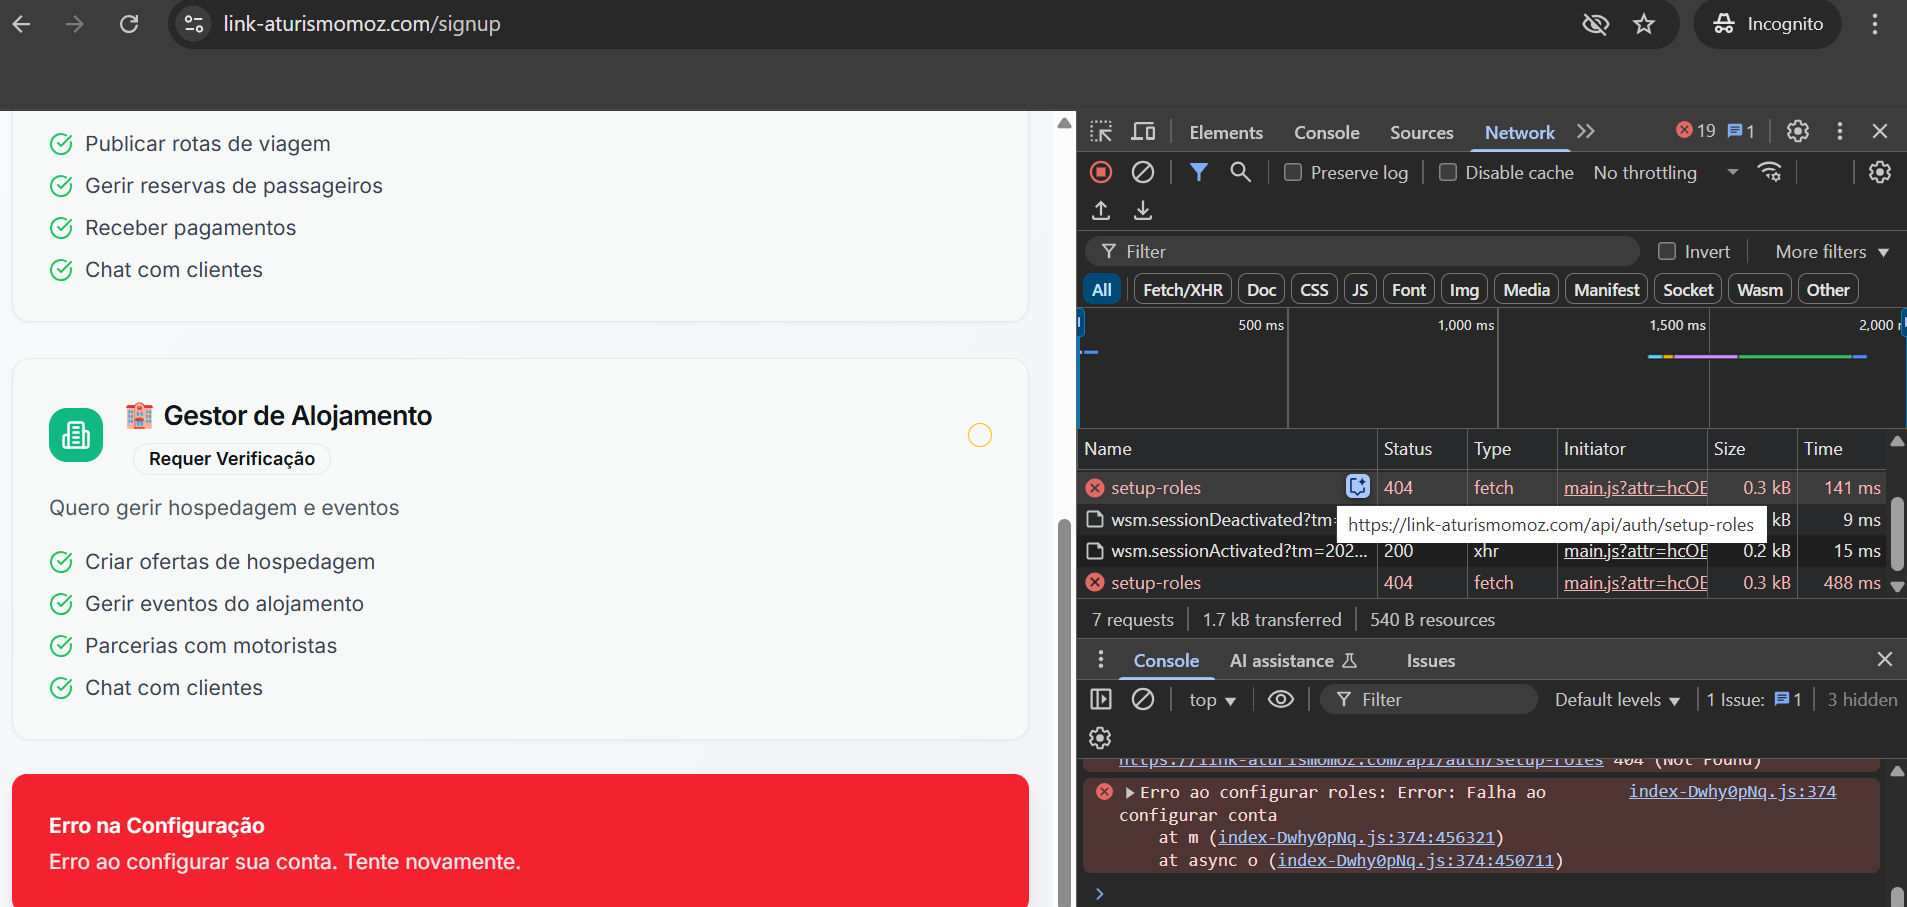 link-aturismomoz.com/signup
Incognito
Publicar rotas de viagem
Gerir reservas de passageiros
Receber pagamentos
Chat com clientes
Gestor de Alojamento
Requer Verificação
Quero gerir hospedagem e eventos
Criar ofertas de hospedagem
Gerir eventos do alojamento
Parcerias com motoristas
Chat com clientes
Erro na Configuração
Erro ao configurar sua conta. Tente novamente.
Elements Console Sources Network 19 1
Preserve log Disable cache No throttling
Filter Invert More filters
All Fetch/XHR Doc CSS JS Font Img Media Manifest Socket Wasm Other
500 ms 1,000 ms 1,500 ms 2,000
Name Status Type Initiator Size Time
setup-roles 404 fetch main.js?attr=hcOE 0.3 kB 141 ms
wsm.sessionDeactivated?tm= kB 9 ms
https://link-aturismomoz.com/api/auth/setup-roles
wsm.sessionActivated?tm=202... 200 xhr main.js?attr=hcOE 0.2 kB 15 ms
setup-roles 404 fetch main.js?attr=hcOE 0.3 kB 488 ms
7 requests 1.7 kB transferred 540 B resources
Console AI assistance Issues
top Filter Default levels 1 Issue: 1 3 hidden
https://link-aturismomoz.com/api/auth/setup-roles 404 (Not Found)
Erro ao configurar roles: Error: Falha ao index-Dwhy0pNq.js:374
configurar conta
at m (index-Dwhy0pNq.js:374:456321)
at async o (index-Dwhy0pNq.js:374:450711)